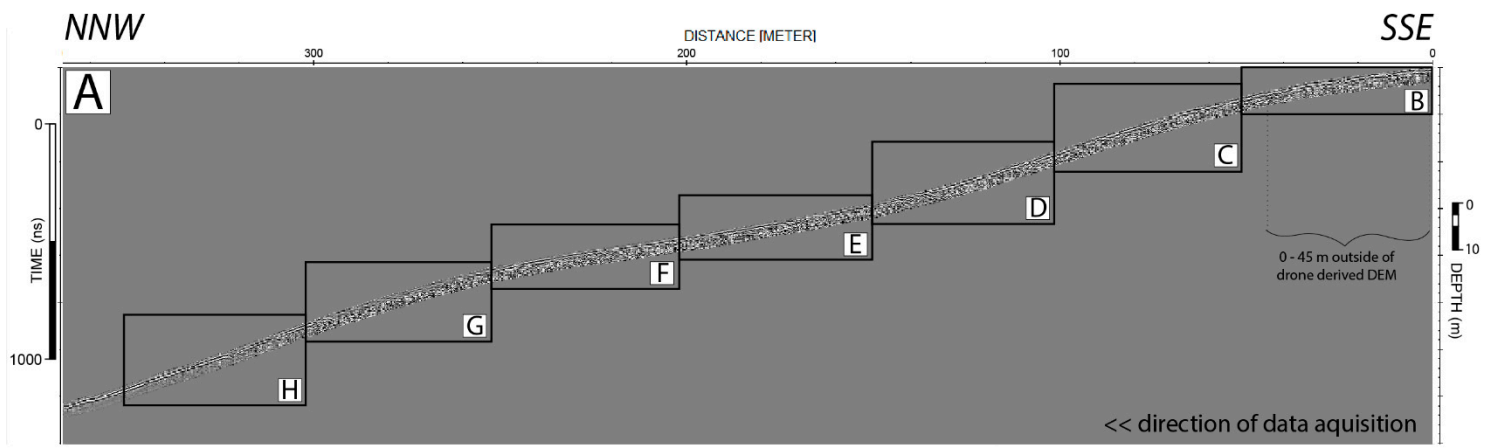 NNW
DISTANCE [METER]
SSE
300
200
100
0
A
B
0
C
D
0
E
10
TIME (ns)
DEPTH (m)
0 - 45 m outside of
drone derived DEM
F
G
1000
H
<< direction of data aquisition